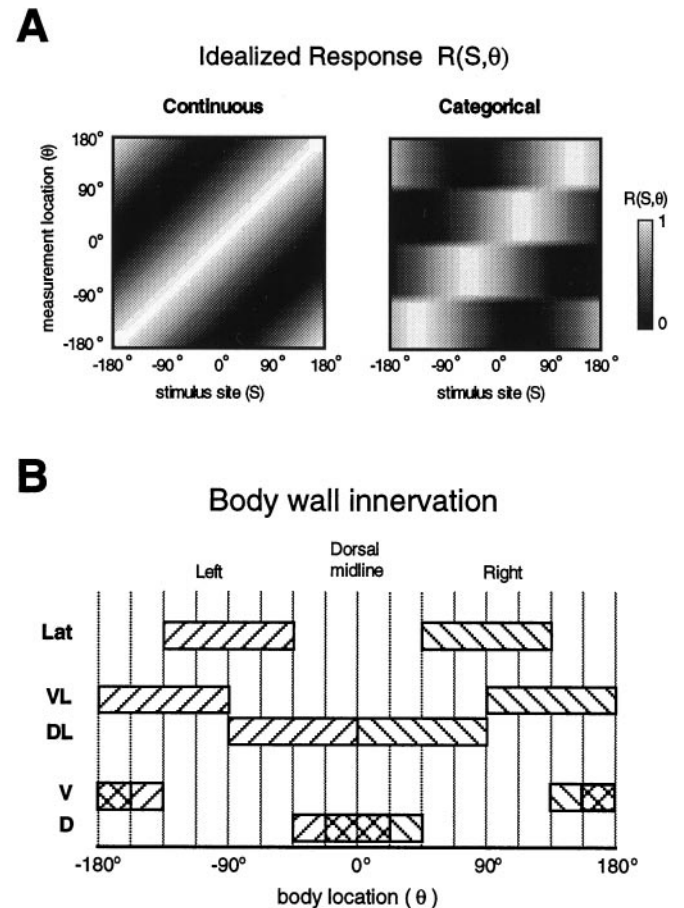 A
Idealized Response R(S,θ)
Continuous
Categorical
measurement location (θ)
180°
90°
0°
-90°
-180°
-180° -90° 0° 90° 180°
stimulus site (S)
-180° -90° 0° 90° 180°
stimulus site (S)
R(S,θ)
1
0
B
Body wall innervation
Left
Dorsal
midline
Right
Lat
VL
DL
V
D
-180° -90° 0° 90° 180°
body location ( θ )